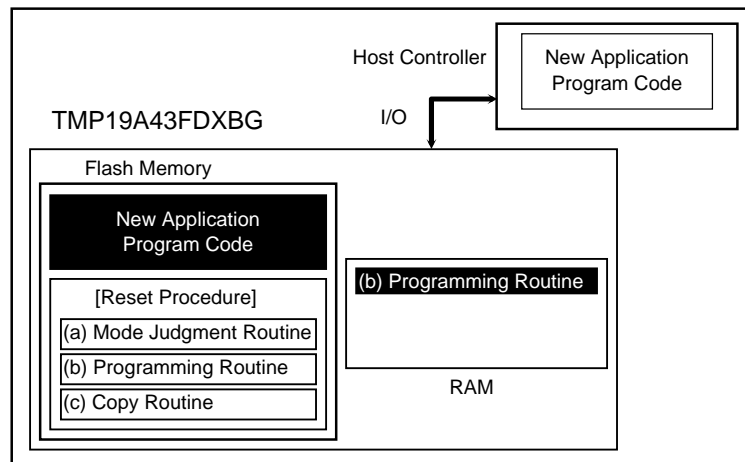 Host Controller
New Application
Program Code
TMP19A43FDXBG
I/O
Flash Memory
New Application
Program Code
[Reset Procedure]
(a) Mode Judgment Routine
(b) Programming Routine
(c) Copy Routine
(b) Programming Routine
RAM